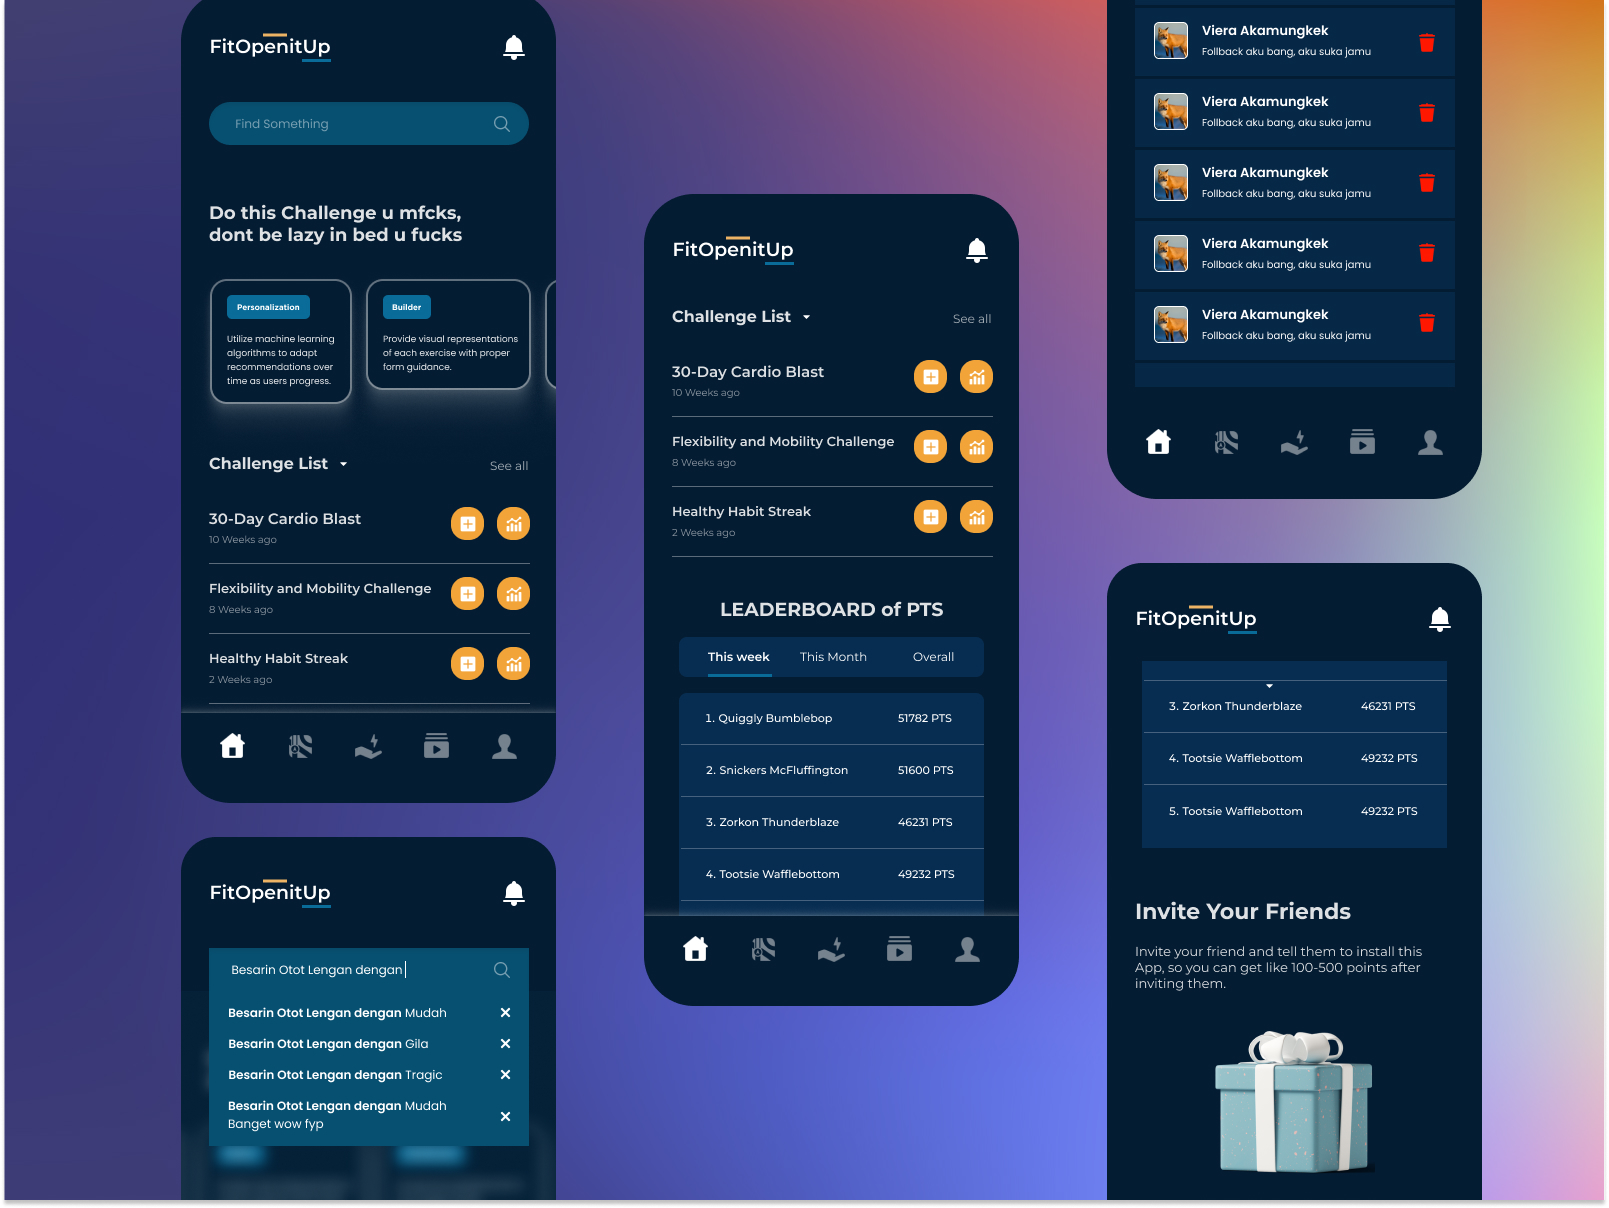 FitOpenitUp
Find Something
Do this Challenge u mfcks,
dont be lazy in bed u fucks
Personalization
Utilize machine learning
algorithms to adapt
recommendations over
time as users progress.
Builder
Provide visual representations
of each exercise with proper
form guidance.
Challenge List
See all
30-Day Cardio Blast
10 Weeks ago
Flexibility and Mobility Challenge
8 Weeks ago
Healthy Habit Streak
2 Weeks ago
FitOpenitUp
Besarin Otot Lengan dengan
Besarin Otot Lengan dengan Mudah
Besarin Otot Lengan dengan Gila
Besarin Otot Lengan dengan Tragic
Besarin Otot Lengan dengan Mudah
Banget wow fyp
FitOpenitUp
Challenge List
See all
30-Day Cardio Blast
10 Weeks ago
Flexibility and Mobility Challenge
8 Weeks ago
Healthy Habit Streak
2 Weeks ago
LEADERBOARD of PTS
This week This Month Overall
1. Quiggly Bumblebop 51782 PTS
2. Snickers McFluffington 51600 PTS
3. Zorkon Thunderblaze 46231 PTS
4. Tootsie Wafflebottom 49232 PTS
Viera Akamungkek
Follback aku bang, aku suka jamu
Viera Akamungkek
Follback aku bang, aku suka jamu
Viera Akamungkek
Follback aku bang, aku suka jamu
Viera Akamungkek
Follback aku bang, aku suka jamu
Viera Akamungkek
Follback aku bang, aku suka jamu
FitOpenitUp
3. Zorkon Thunderblaze 46231 PTS
4. Tootsie Wafflebottom 49232 PTS
5. Tootsie Wafflebottom 49232 PTS
Invite Your Friends
Invite your friend and tell them to install this
App, so you can get like 100-500 points after
inviting them.